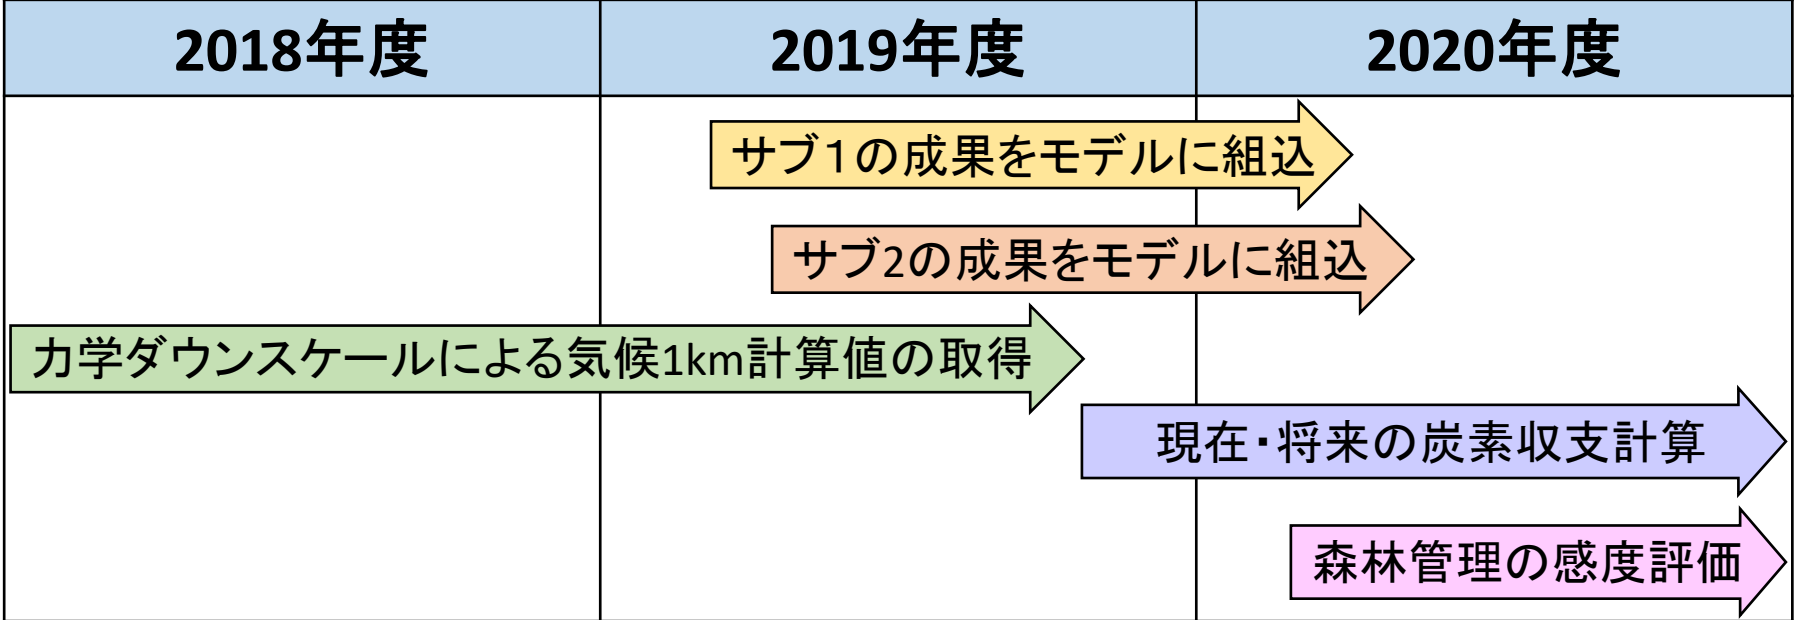 2018年度
2019年度
2020年度
サブ１の成果をモデルに組込
サブ2の成果をモデルに組込
力学ダウンスケールによる気候1km計算値の取得
現在・将来の炭素収支計算
森林管理の感度評価